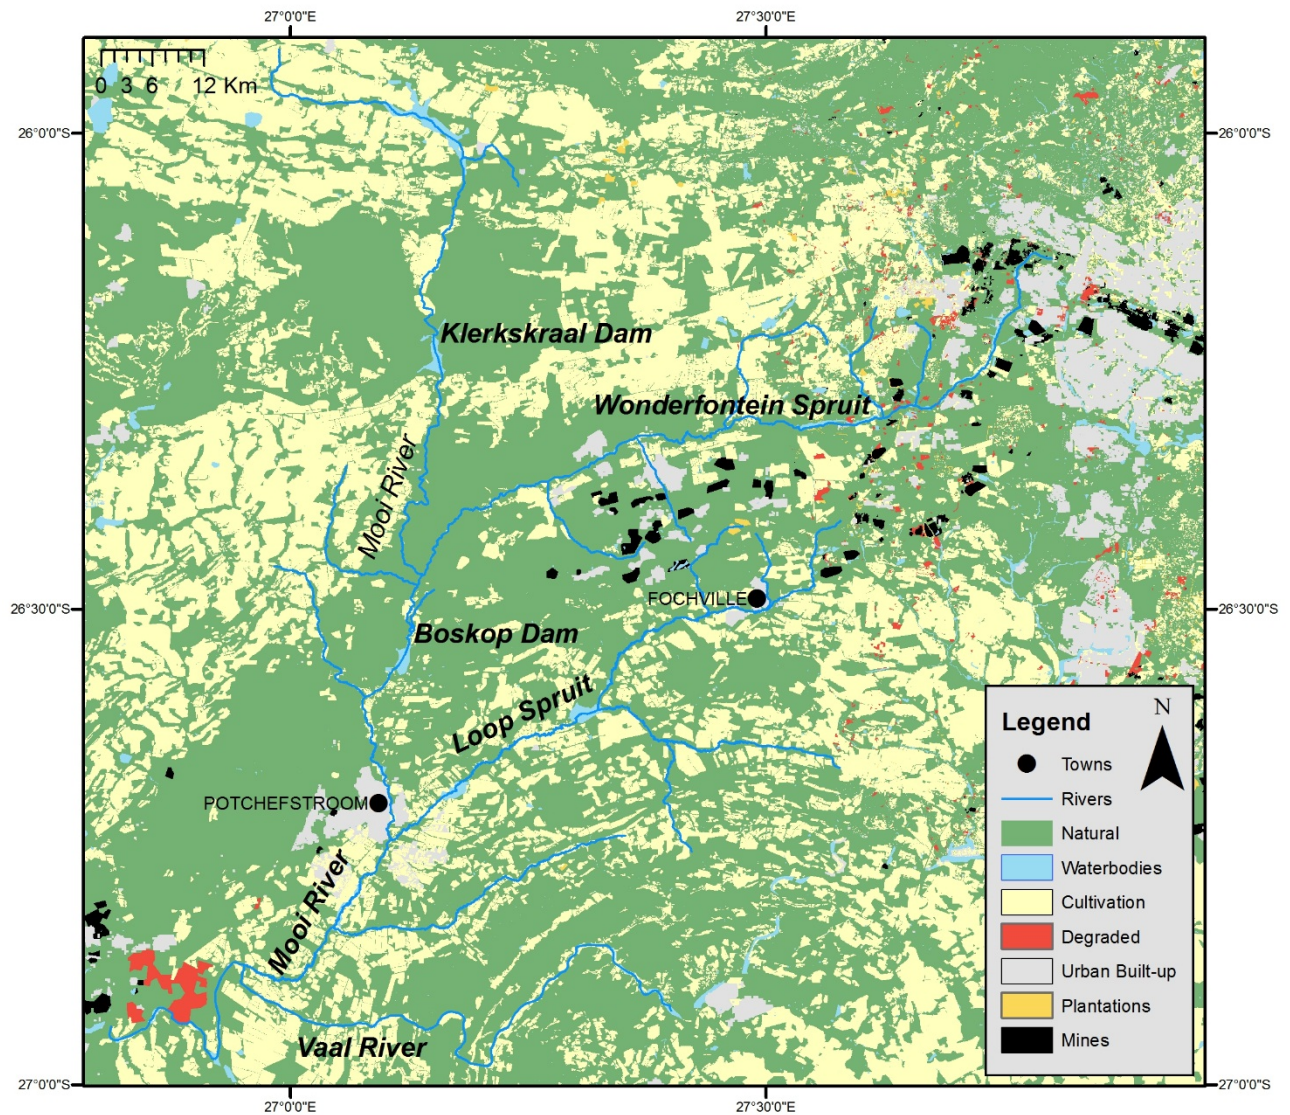 27°0'0"E
27°30'0"E
0 3 6 12 Km
26°0'0"S
26°0'0"S
Klerkskraal Dam
Wonderfontein Spruit
Mooi River
FOCHVILLE
26°30'0"S
26°30'0"S
Boskop Dam
Loop Spruit
POTCHEFSTROOM
Mooi River
Vaal River
N
Legend
Towns
Rivers
Natural
Waterbodies
Cultivation
Degraded
Urban Built-up
Plantations
Mines
27°0'0"S
27°0'0"S
27°0'0"E
27°30'0"E